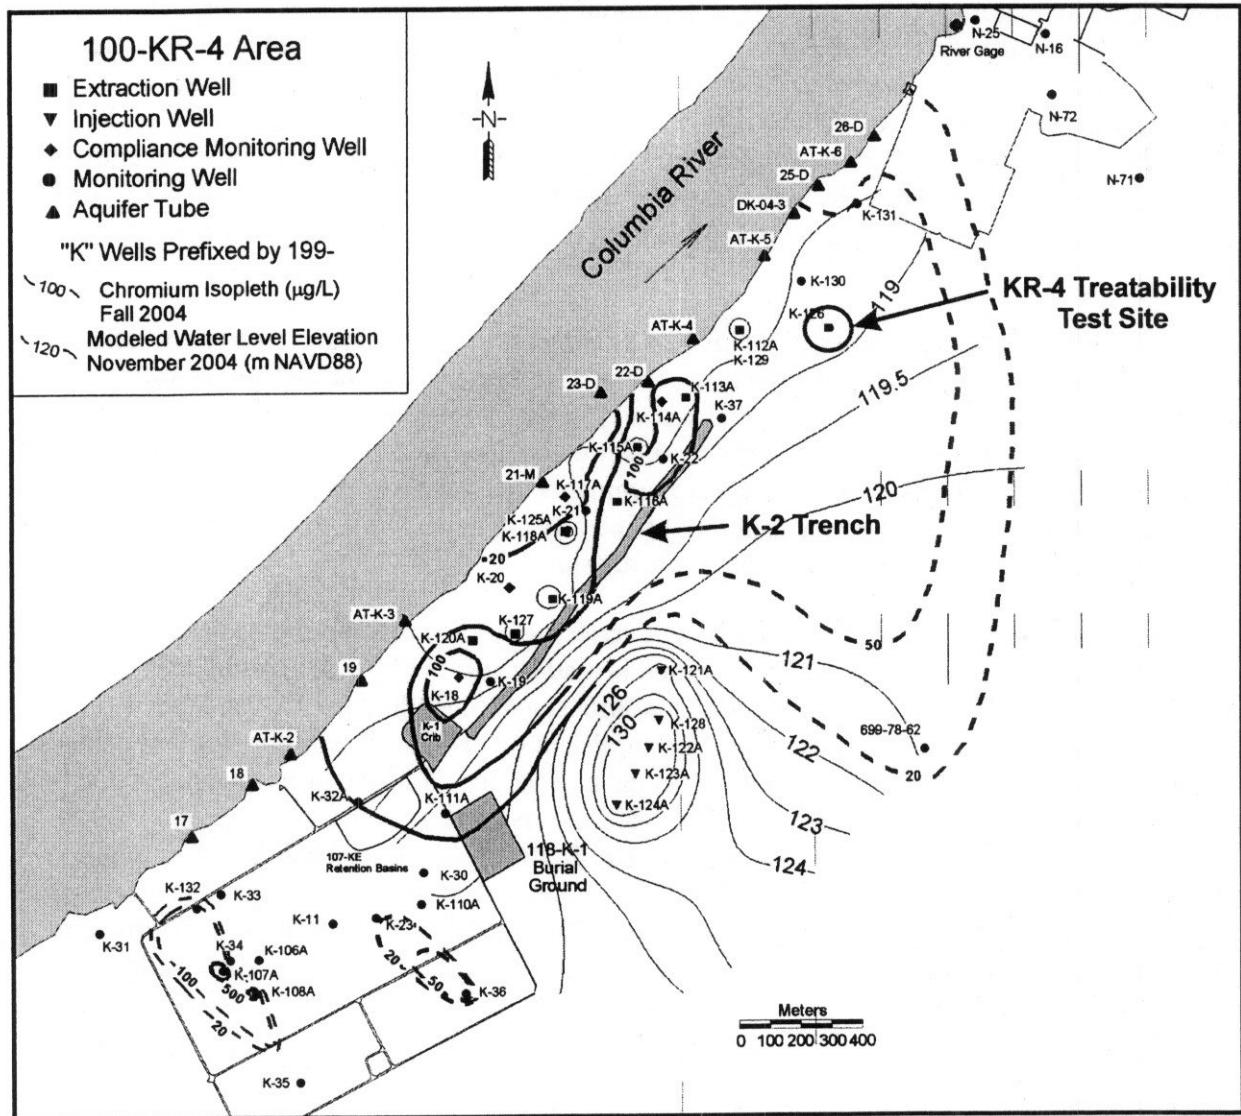 100-KR-4 Area
Extraction Well
Injection Well
Compliance Monitoring Well
Monitoring Well
Aquifer Tube
"K" Wells Prefixed by 199-
100
Chromium Isopleth (µg/L)
Fall 2004
120
Modeled Water Level Elevation
November 2004 (m NAVD88)
N
Columbia River
N-25
River Gage
N-16
N-72
N-71
26-D
AT-K-6
25-D
DK-04-3
AT-K-5
K-131
K-130
119
K-126
KR-4 Treatability
Test Site
AT-K-4
K-112A
K-129
22-D
23-D
K-113A
K-114A
K-37
119.5
K-115A
100
K-22
21-M
K-117A
K-116A
120
K-21
K-125A
K-118A
K-2 Trench
20
K-20
K-119A
AT-K-3
K-127
K-120A
50
121
19
100
K-18
K-19
K-121A
126
130
K-128
K-1
Crib
K-122A
699-78-62
122
20
AT-K-2
K-123A
18
K-32A
K-111A
K-124A
17
123
118-K-1
Burial
Ground
124
107-KE
Retention Basins
K-30
K-132
K-33
K-110A
K-11
K-23
K-31
K-34
K-106A
K-107A
20
100
500
K-108A
50
K-36
20
K-35
Meters
0 100 200 300 400